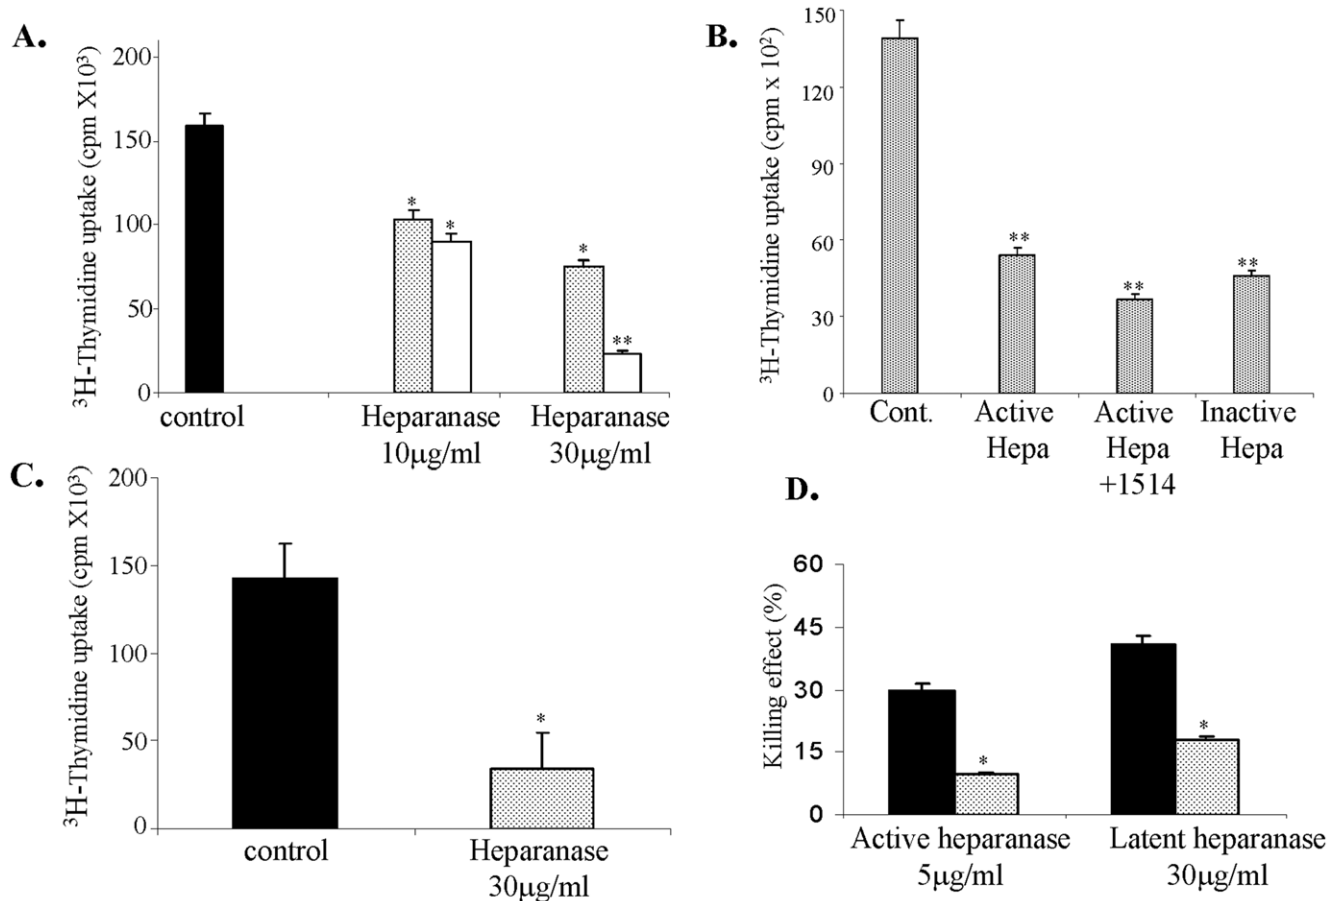 A.
³H-Thymidine uptake (cpm X10³)
200
150
100
50
0
*
*
*
**
control
Heparanase
10µg/ml
Heparanase
30µg/ml
B.
³H-Thymidine uptake (cpm x 10²)
150
120
90
60
30
0
**
**
**
Cont.
Active
Hepa
Active
Hepa
+1514
Inactive
Hepa
C.
³H-Thymidine uptake (cpm X10³)
200
150
100
50
0
*
control
Heparanase
30µg/ml
D.
Killing effect (%)
60
45
30
15
0
*
*
Active heparanase
5µg/ml
Latent heparanase
30µg/ml